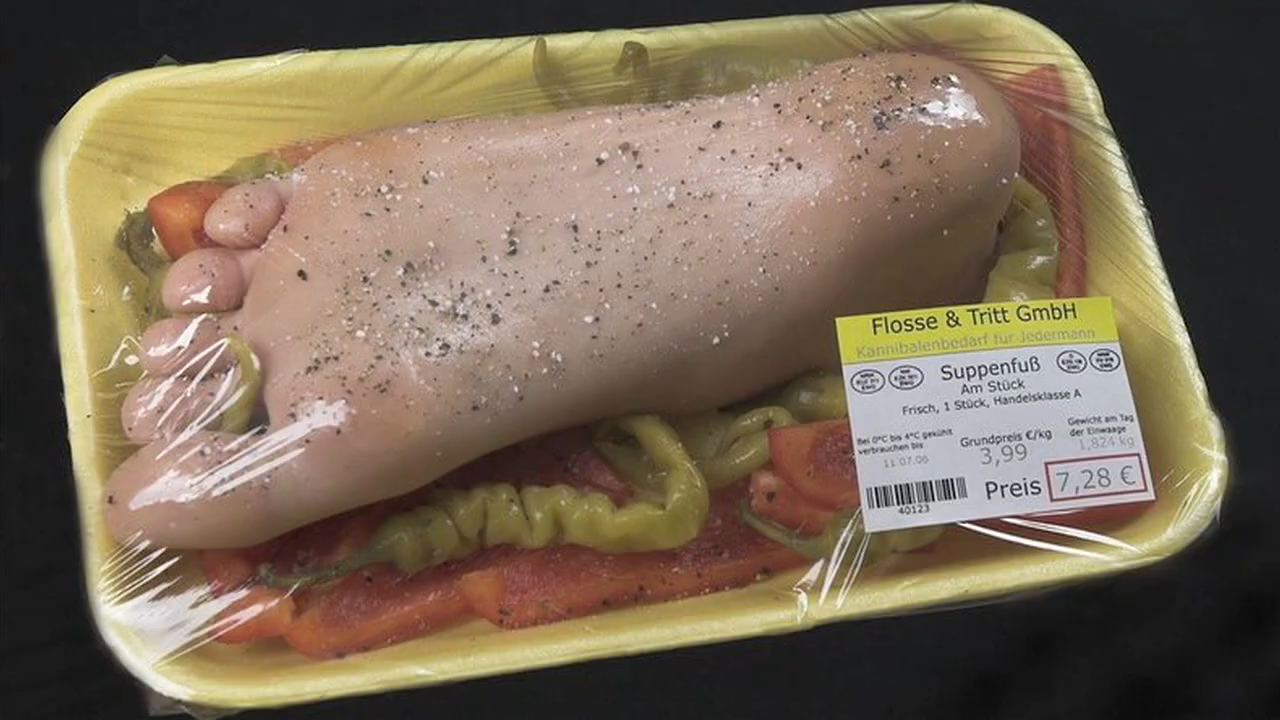 Flosse & Tritt GmbH
Kannibalenbedarf für Jedermann
Suppenfuß
Am Stück
Frisch, 1 Stück, Handelsklasse A
Bei 0°C bis 4°C gekühlt
verbrauchen bis
11.07.06
Grundpreis €/kg
3,99
Gewicht am Tag
der Einwaage
1,824 kg
40123
Preis 7,28 €